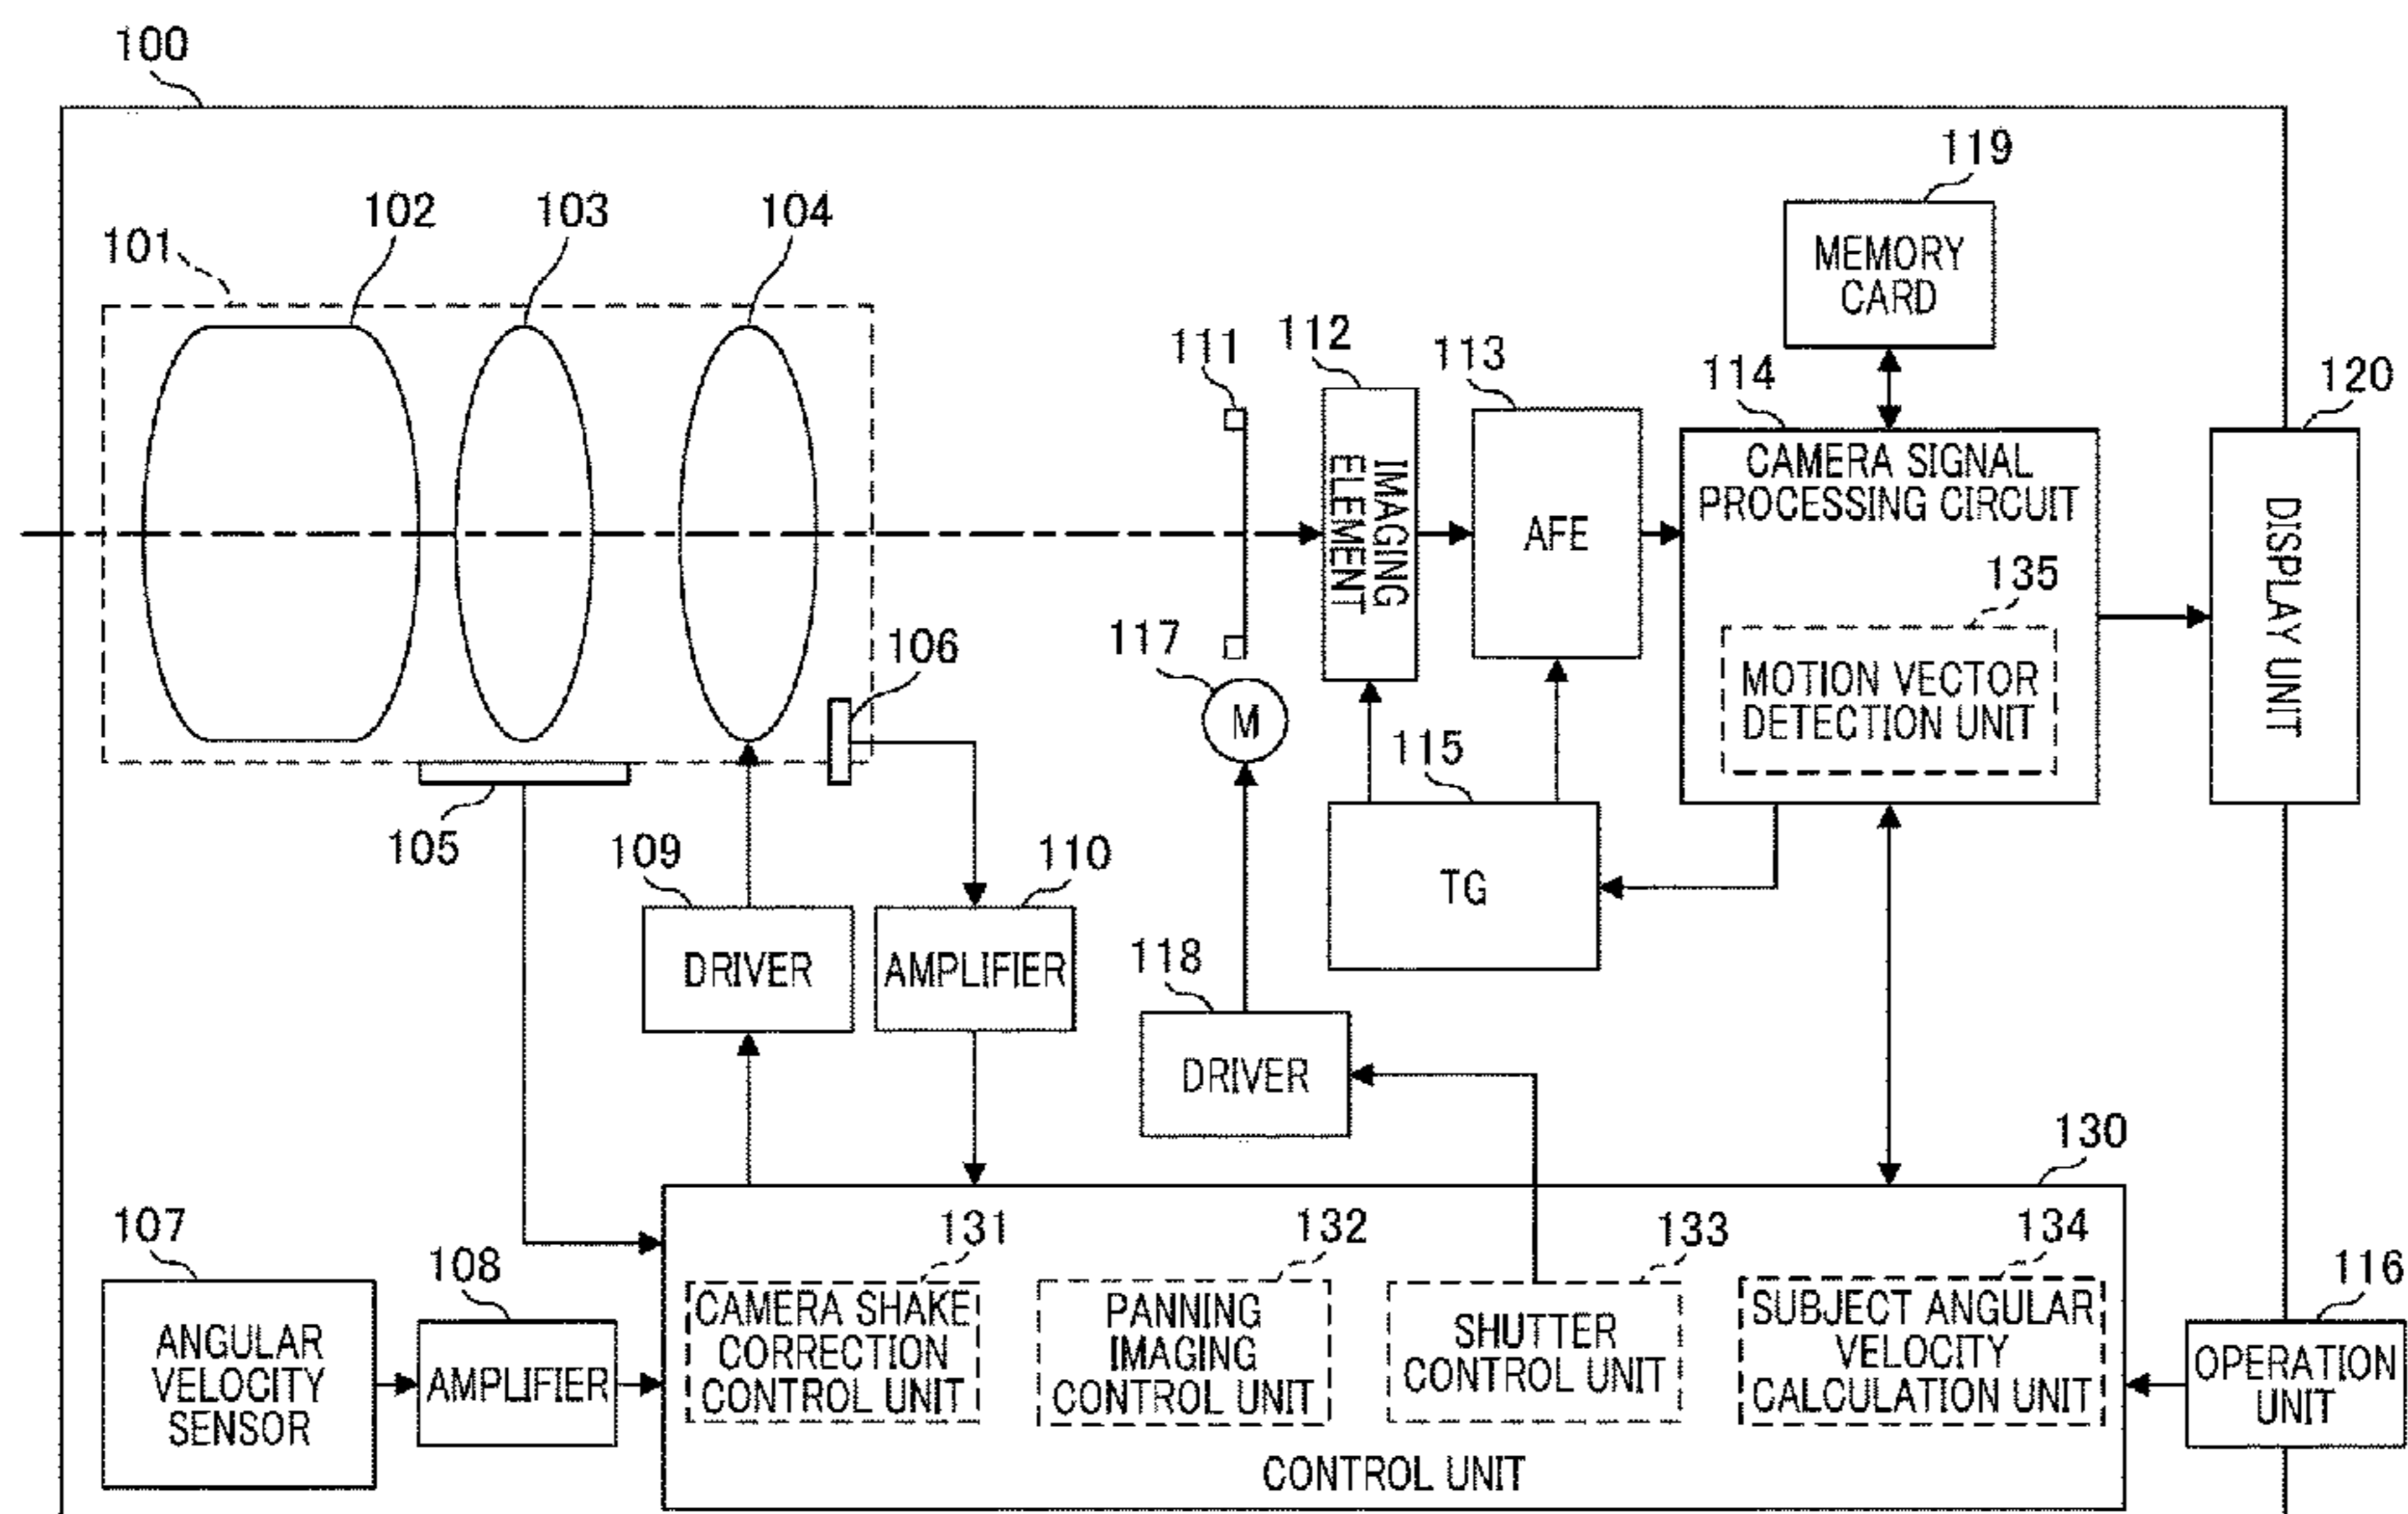 100
119
102
103
104
101
MEMORY
CARD
111
112
113
114
120
IMAGING
ELEMENT
AFE
CAMERA SIGNAL
PROCESSING CIRCUIT
135
MOTION VECTOR
DETECTION UNIT
DISPLAY UNIT
106
117
M
115
105
109
110
TG
DRIVER
AMPLIFIER
118
DRIVER
130
107
108
131
132
133
134
116
ANGULAR
VELOCITY
SENSOR
AMPLIFIER
CAMERA SHAKE
CORRECTION
CONTROL UNIT
PANNING
IMAGING
CONTROL UNIT
SHUTTER
CONTROL UNIT
SUBJECT ANGULAR
VELOCITY
CALCULATION UNIT
OPERATION
UNIT
CONTROL UNIT